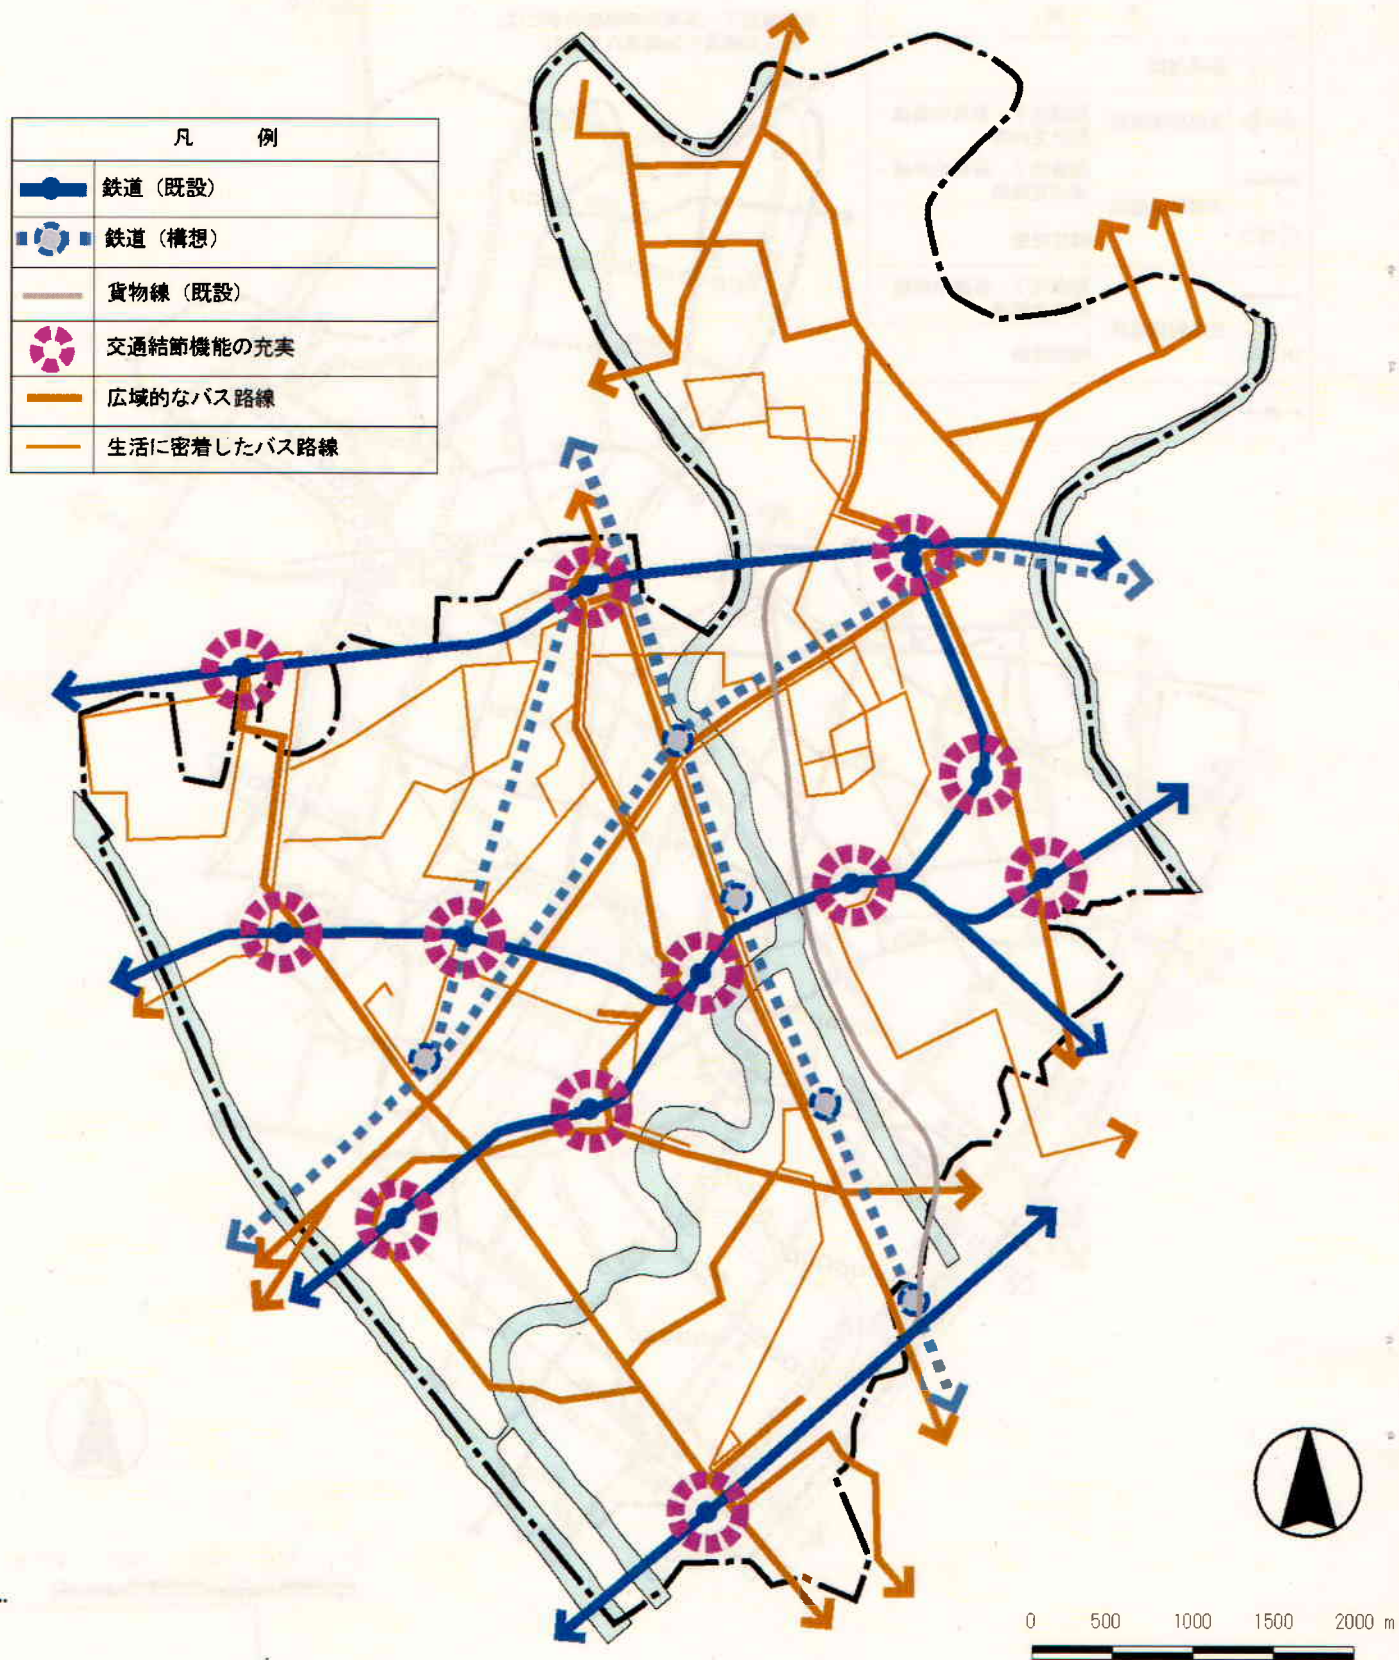 凡　例
鉄道（既設）
鉄道（構想）
貨物線（既設）
交通結節機能の充実
広域的なバス路線
生活に密着したバス路線
0 500 1000 1500 2000 m